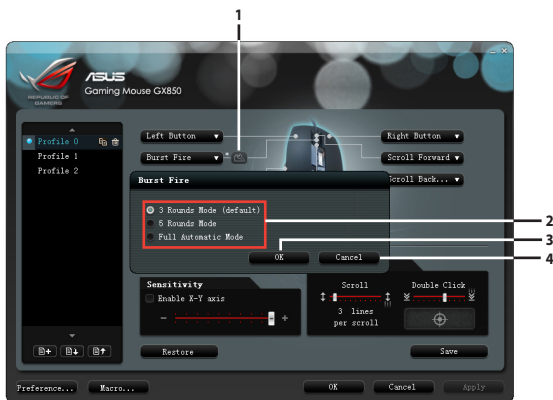 1
REPUBLIC OF
GAMERS
ASUS
Gaming Mouse GX850
Profile 0
Profile 1
Profile 2
Left Button
Burst Fire
Right Button
Scroll Forward
Scroll Back...
Burst Fire
3 Rounds Mode (default)
5 Rounds Mode
Full Automatic Mode
OK
Cancel
2
3
4
Sensitivity
Enable X-Y axis
Scroll
3 lines
per scroll
Double Click
Restore
Save
Preference...
Macro...
OK
Cancel
Apply